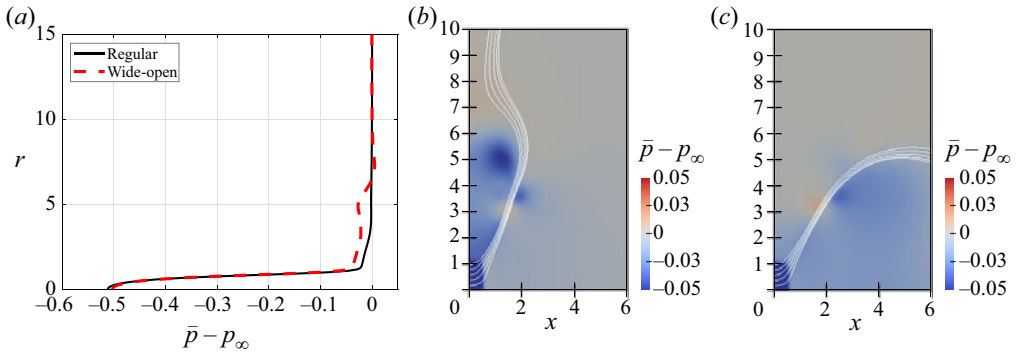 (a)
15
10
r
5
0
Regular
Wide-open
–0.6 –0.5 –0.4 –0.3 –0.2 –0.1 0
p̄ – p∞
(b)
10
9
8
7
6
5
4
3
2
1
0
2 4 6
x
p̄ – p∞
0.05
0.03
0
–0.03
–0.05
(c)
10
9
8
7
6
5
4
3
2
1
0
2 4 6
x
p̄ – p∞
0.05
0.03
0
–0.03
–0.05